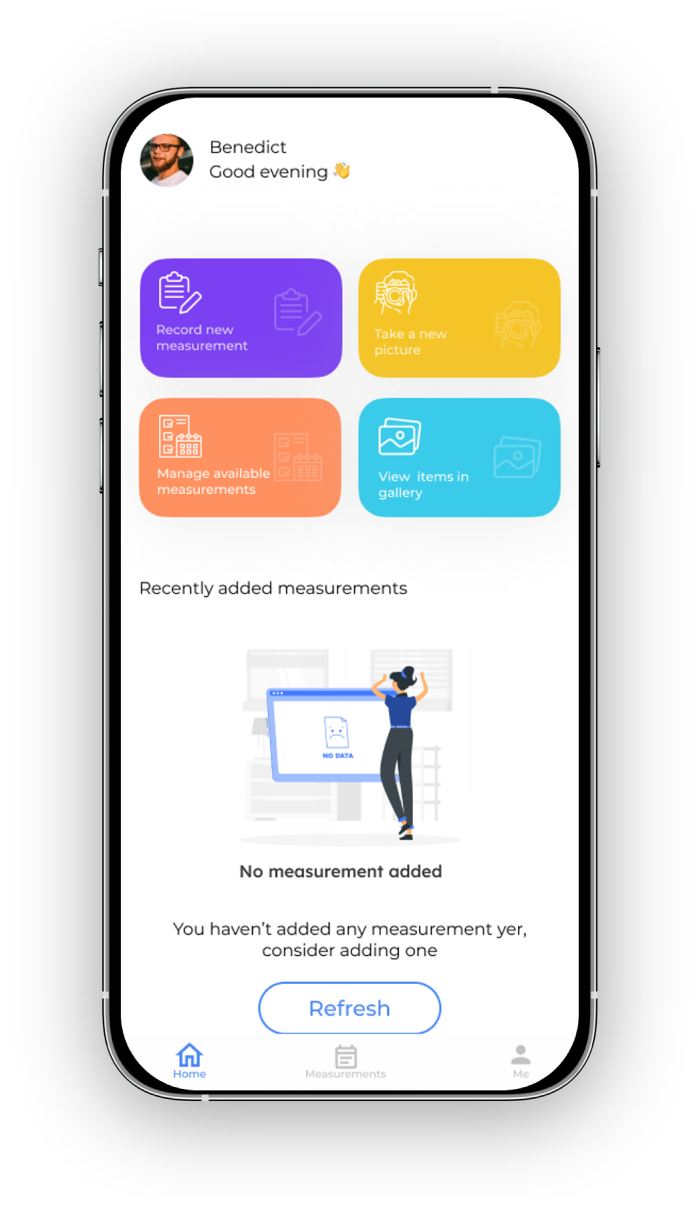 Benedict
Good evening 👋
Record new
measurement
Take a new
picture
Manage available
measurements
View items in
gallery
Recently added measurements
NO DATA
No measurement added
You haven’t added any measurement yer,
consider adding one
Refresh
Home
Measurements
Me